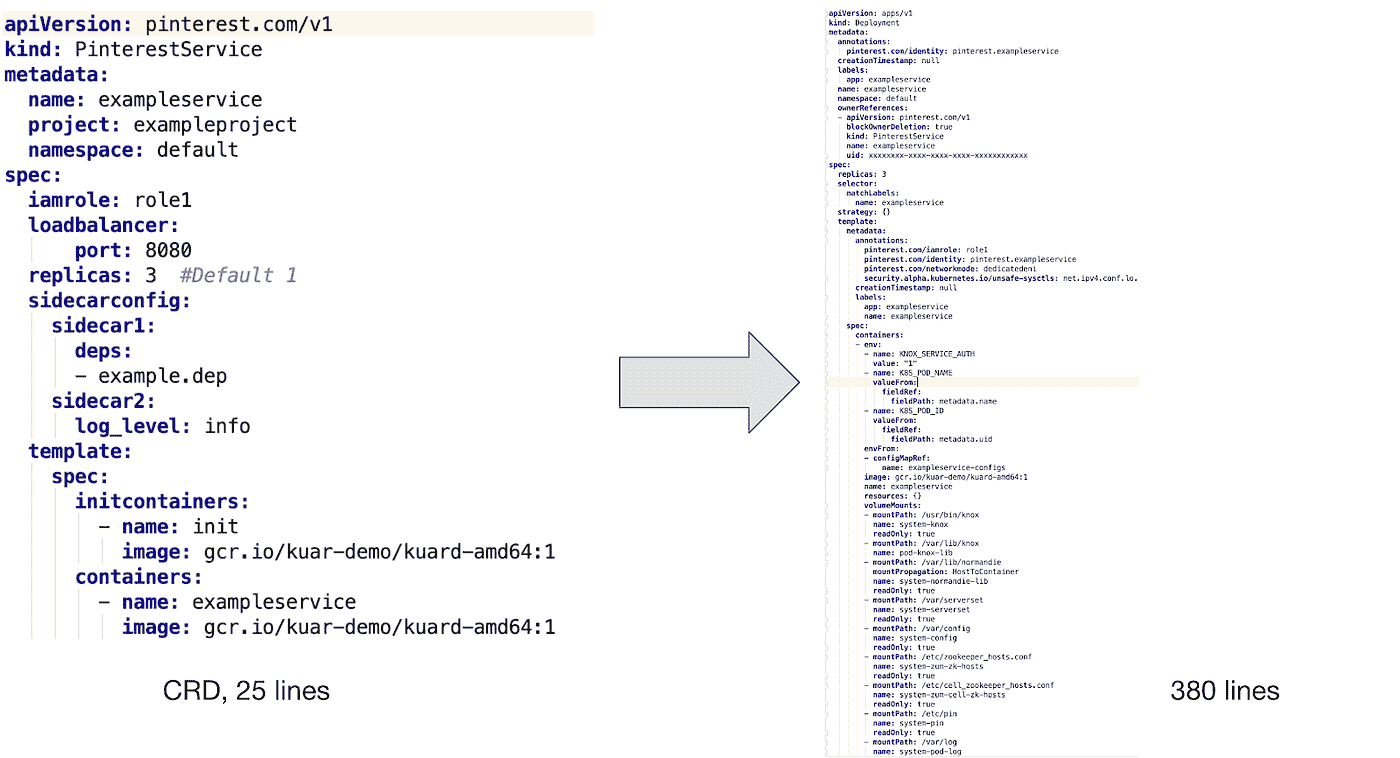 apiVersion: pinterest.com/v1
kind: PinterestService
metadata:
  name: exampleservice
  project: exampleproject
  namespace: default
spec:
  iamrole: role1
  loadbalancer:
      port: 8080
  replicas: 3  #Default 1
  sidecarconfig:
    sidecar1:
      deps:
      - example.dep
    sidecar2:
      log_level: info
  template:
    spec:
      initcontainers:
        - name: init
          image: gcr.io/kuar-demo/kuard-amd64:1
      containers:
        - name: exampleservice
          image: gcr.io/kuar-demo/kuard-amd64:1
CRD, 25 lines
apiVersion: apps/v1
kind: Deployment
metadata:
  annotations:
    pinterest.com/identity: pinterest.exampleservice
  creationTimestamp: null
  labels:
    app: exampleservice
  name: exampleservice
  namespace: default
  ownerReferences:
  - apiVersion: pinterest.com/v1
    blockOwnerDeletion: true
    kind: PinterestService
    name: exampleservice
    uid: xxxxxxxx-xxxx-xxxx-xxxx-xxxxxxxxxxxx
spec:
  replicas: 3
  selector:
    matchLabels:
      name: exampleservice
  strategy: {}
  template:
    metadata:
      annotations:
        pinterest.com/iamrole: role1
        pinterest.com/identity: pinterest.exampleservice
        pinterest.com/networkmode: dedicatedeni
        security.alpha.kubernetes.io/unsafe-sysctls: net.ipv4.conf.lo.
      creationTimestamp: null
      labels:
        app: exampleservice
        name: exampleservice
    spec:
      containers:
      - env:
        - name: KNOX_SERVICE_AUTH
          value: "1"
        - name: K8S_POD_NAME
          valueFrom:
            fieldRef:
              fieldPath: metadata.name
        - name: K8S_POD_ID
          valueFrom:
            fieldRef:
              fieldPath: metadata.uid
        envFrom:
        - configMapRef:
            name: exampleservice-configs
        image: gcr.io/kuar-demo/kuard-amd64:1
        name: exampleservice
        resources: {}
        volumeMounts:
        - mountPath: /usr/bin/knox
          name: system-knox
          readOnly: true
        - mountPath: /var/lib/knox
          name: pod-knox-lib
        - mountPath: /var/lib/normandie
          mountPropagation: HostToContainer
          name: system-normandie-lib
          readOnly: true
        - mountPath: /var/serverset
          name: system-serverset
          readOnly: true
        - mountPath: /var/config
          name: system-config
          readOnly: true
        - mountPath: /etc/zookeeper_hosts.conf
          name: system-zum-zk-hosts
          readOnly: true
        - mountPath: /etc/cell_zookeeper_hosts.conf
          name: system-zum-cell-zk-hosts
          readOnly: true
        - mountPath: /etc/pin
          name: system-pin
          readOnly: true
        - mountPath: /var/log
          name: system-pod-log
380 lines